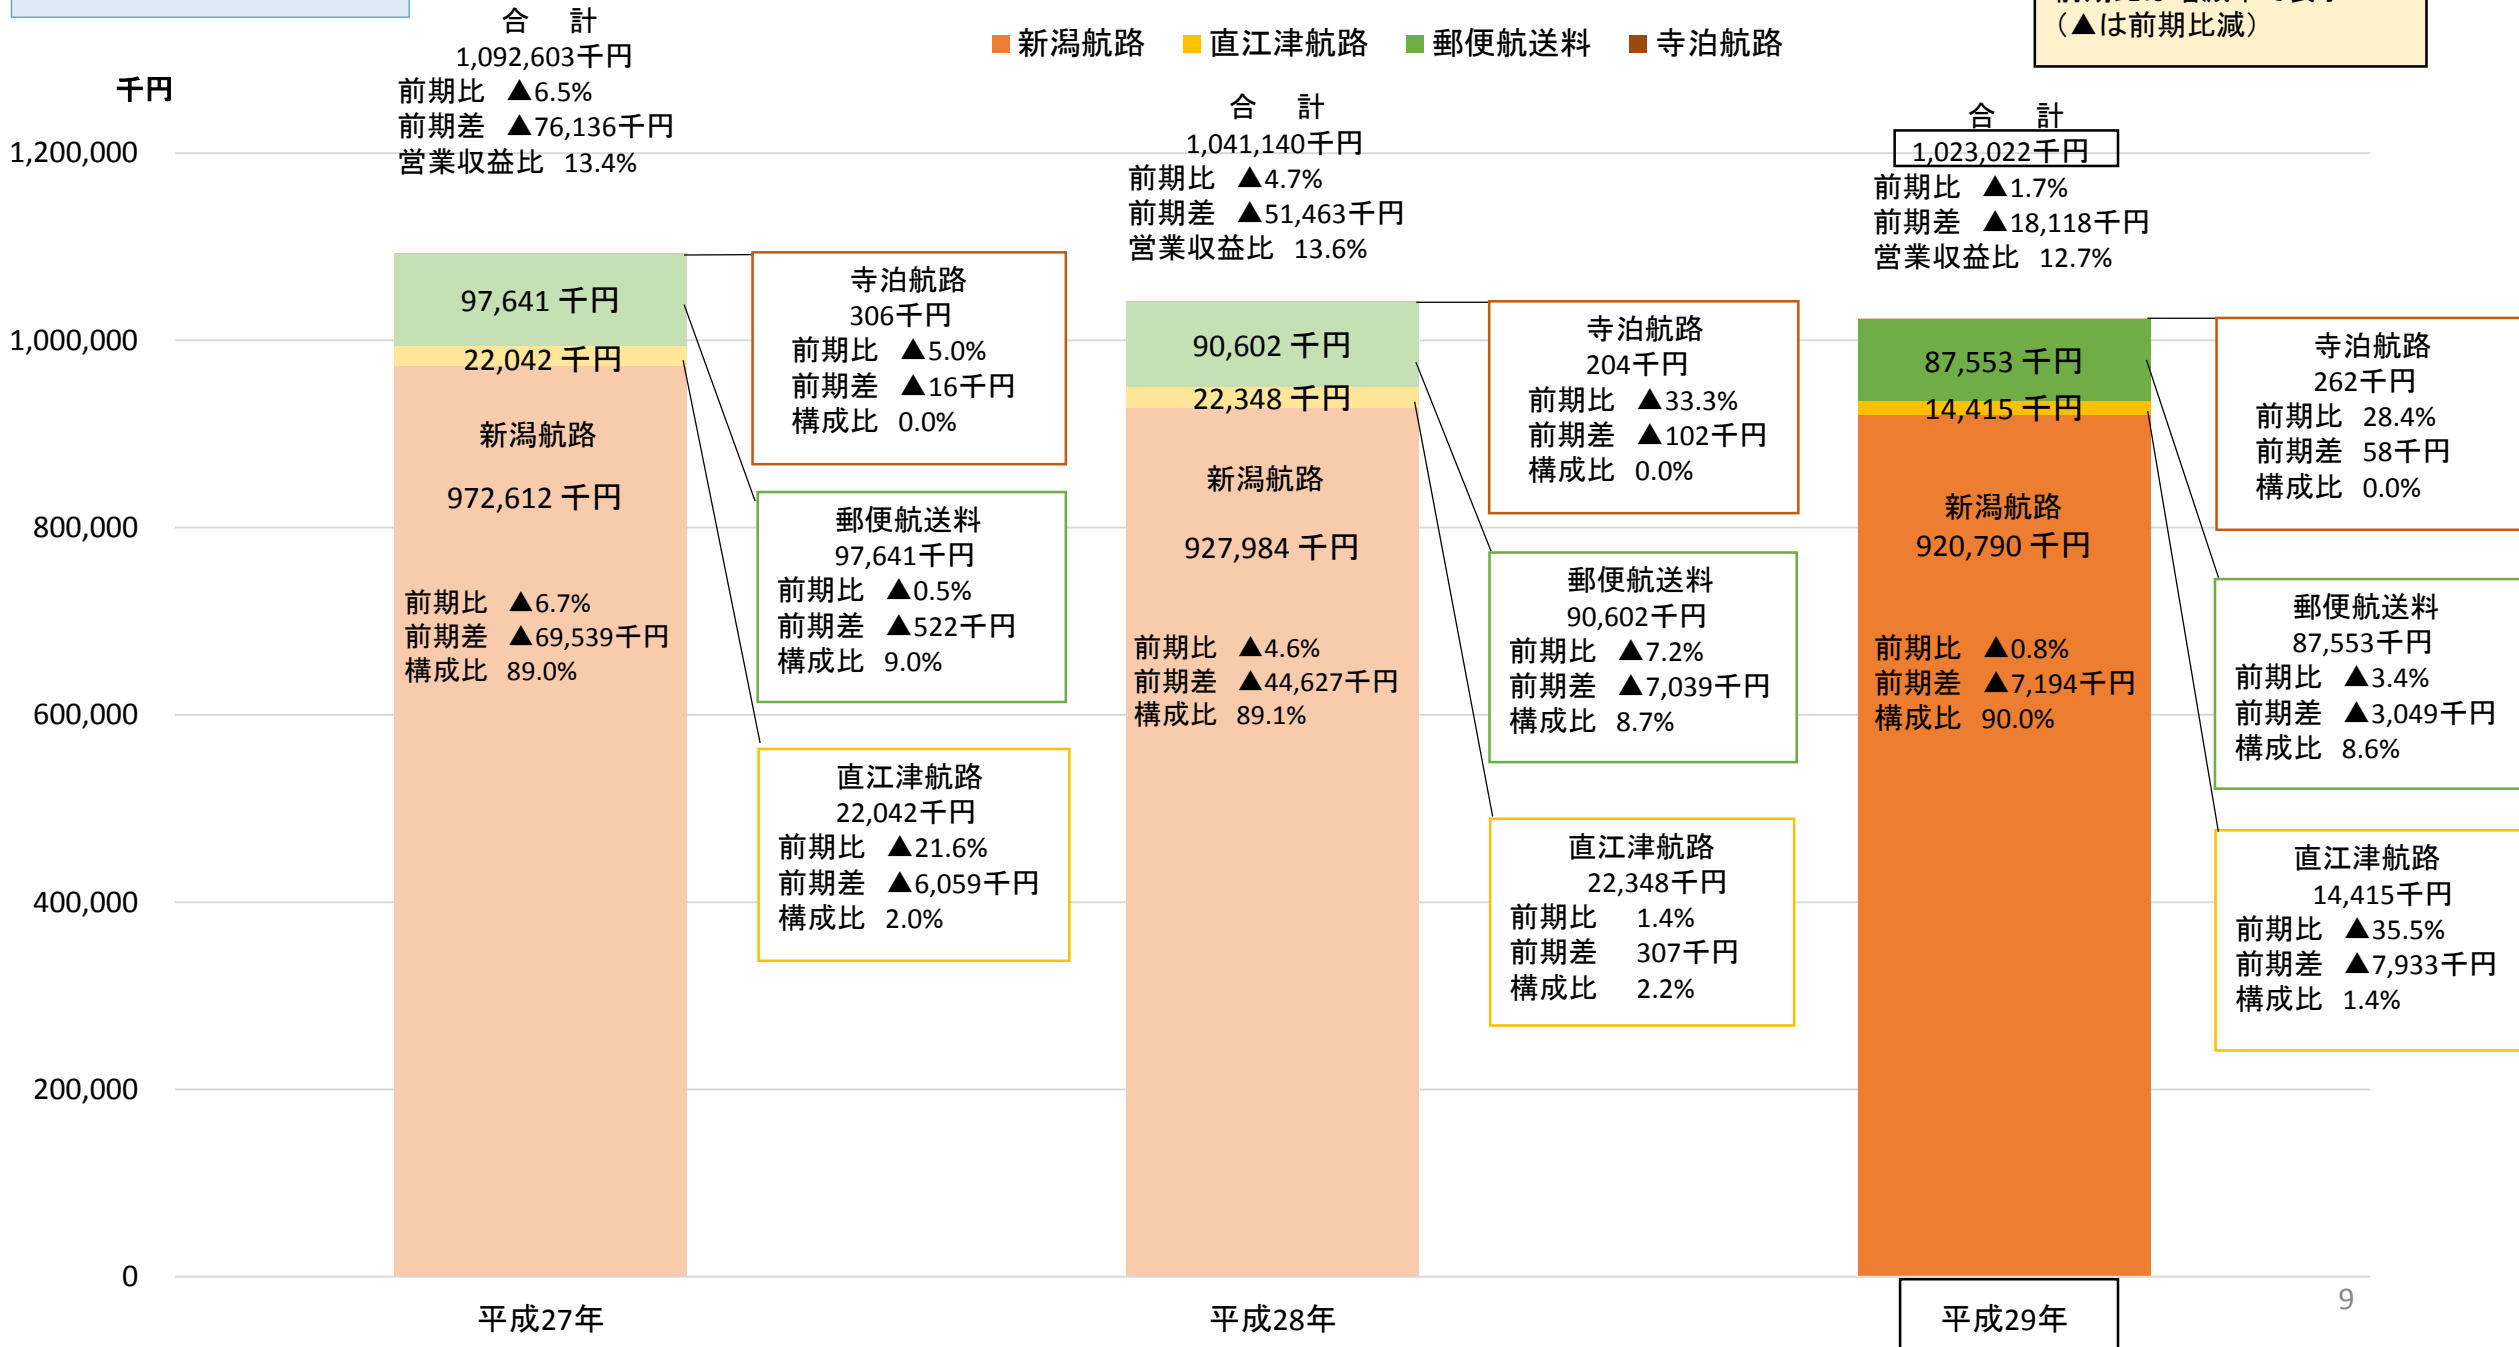 新潟航路 直江津航路 郵便航送料 寺泊航路
（▲は前期比減）
千円
1,200,000
1,000,000
800,000
600,000
400,000
200,000
0
合　計
1,092,603千円
前期比 ▲6.5%
前期差 ▲76,136千円
営業収益比 13.4%
97,641 千円
22,042 千円
新潟航路
972,612 千円
前期比 ▲6.7%
前期差 ▲69,539千円
構成比 89.0%
寺泊航路
306千円
前期比 ▲5.0%
前期差 ▲16千円
構成比 0.0%
郵便航送料
97,641千円
前期比 ▲0.5%
前期差 ▲522千円
構成比 9.0%
直江津航路
22,042千円
前期比 ▲21.6%
前期差 ▲6,059千円
構成比 2.0%
平成27年
合　計
1,041,140千円
前期比 ▲4.7%
前期差 ▲51,463千円
営業収益比 13.6%
90,602 千円
22,348 千円
新潟航路
927,984 千円
前期比 ▲4.6%
前期差 ▲44,627千円
構成比 89.1%
寺泊航路
204千円
前期比 ▲33.3%
前期差 ▲102千円
構成比 0.0%
郵便航送料
90,602千円
前期比 ▲7.2%
前期差 ▲7,039千円
構成比 8.7%
直江津航路
22,348千円
前期比 1.4%
前期差 307千円
構成比 2.2%
平成28年
合　計
1,023,022千円
前期比 ▲1.7%
前期差 ▲18,118千円
営業収益比 12.7%
87,553 千円
14,415 千円
新潟航路
920,790 千円
前期比 ▲0.8%
前期差 ▲7,194千円
構成比 90.0%
寺泊航路
262千円
前期比 28.4%
前期差 58千円
構成比 0.0%
郵便航送料
87,553千円
前期比 ▲3.4%
前期差 ▲3,049千円
構成比 8.6%
直江津航路
14,415千円
前期比 ▲35.5%
前期差 ▲7,933千円
構成比 1.4%
平成29年
9